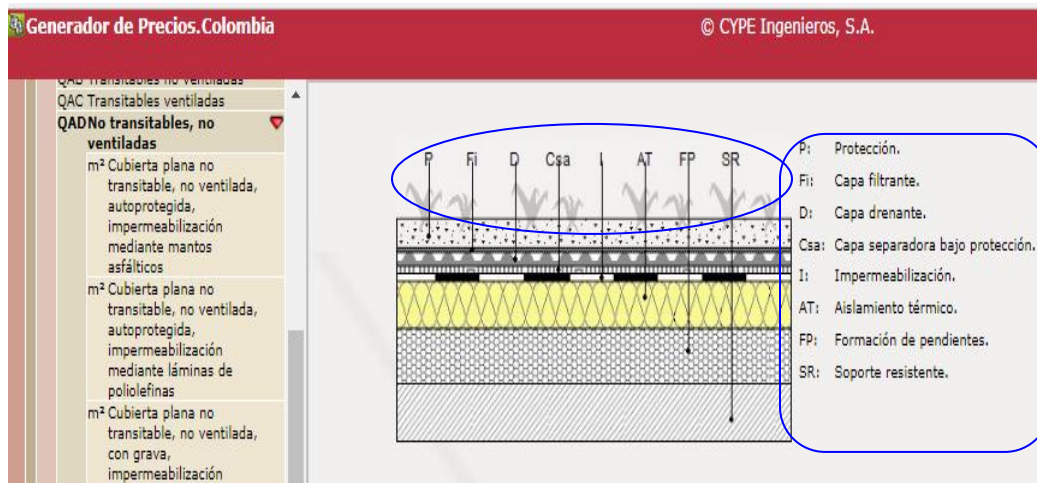 Generador de Precios.Colombia
© CYPE Ingenieros, S.A.
QAB Transitables no ventiladas
QAC Transitables ventiladas
QAD No transitables, no
ventiladas
m² Cubierta plana no
transitable, no ventilada,
autoprotegida,
impermeabilización
mediante mantos
asfálticos
m² Cubierta plana no
transitable, no ventilada,
autoprotegida,
impermeabilización
mediante láminas de
poliolefinas
m² Cubierta plana no
transitable, no ventilada,
con grava,
impermeabilización
P Fi D Csa I AT FP SR
P: Protección.
Fi: Capa filtrante.
D: Capa drenante.
Csa: Capa separadora bajo protección.
I: Impermeabilización.
AT: Aislamiento térmico.
FP: Formación de pendientes.
SR: Soporte resistente.